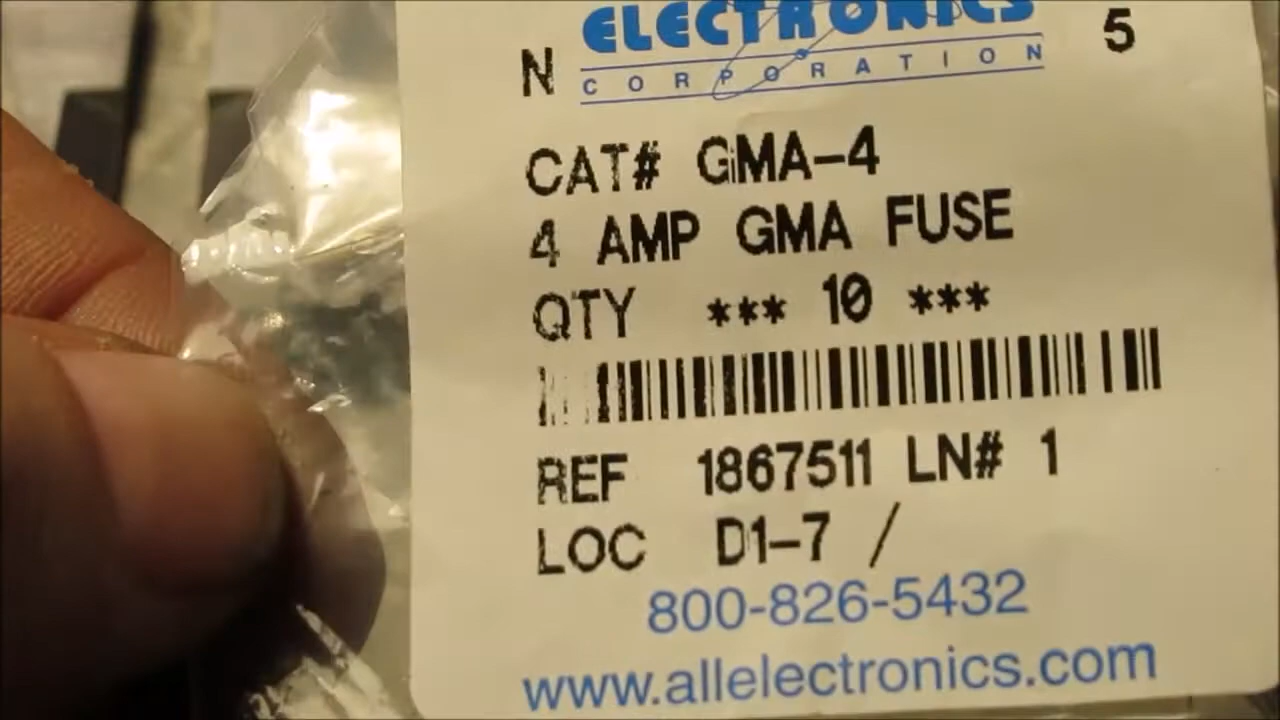 ELECTRONICS
N CORPORATION 5
CAT# GMA-4
4 AMP GMA FUSE
QTY *** 10 ***
REF 1867511 LN# 1
LOC D1-7 /
800-826-5432
www.allelectronics.com